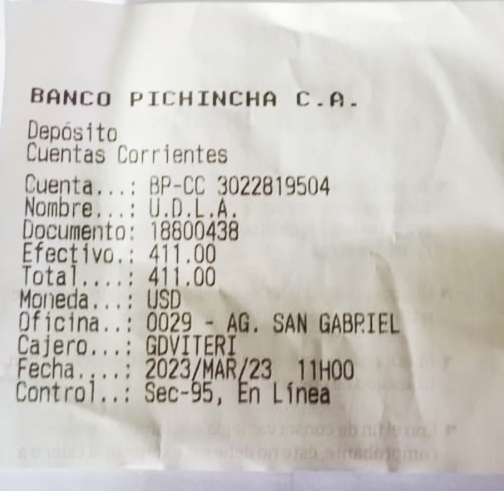 BANCO PICHINCHA C.A.
Depósito
Cuentas Corrientes
Cuenta...: BP-CC 3022819504
Nombre...: U.D.L.A.
Documento: 18800438
Efectivo.: 411.00
Total....: 411.00
Moneda...: USD
Oficina..: 0029 - AG. SAN GABRIEL
Cajero...: GDVITERI
Fecha....: 2023/MAR/23 11H00
Control..: Sec-95, En Línea